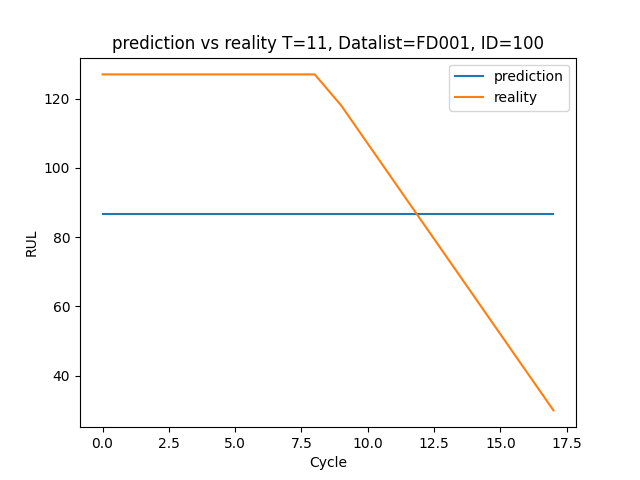 prediction vs reality T=11, Datalist=FD001, ID=100
prediction
reality
120
100
80
60
40
RUL
0.0 2.5 5.0 7.5 10.0 12.5 15.0 17.5
Cycle